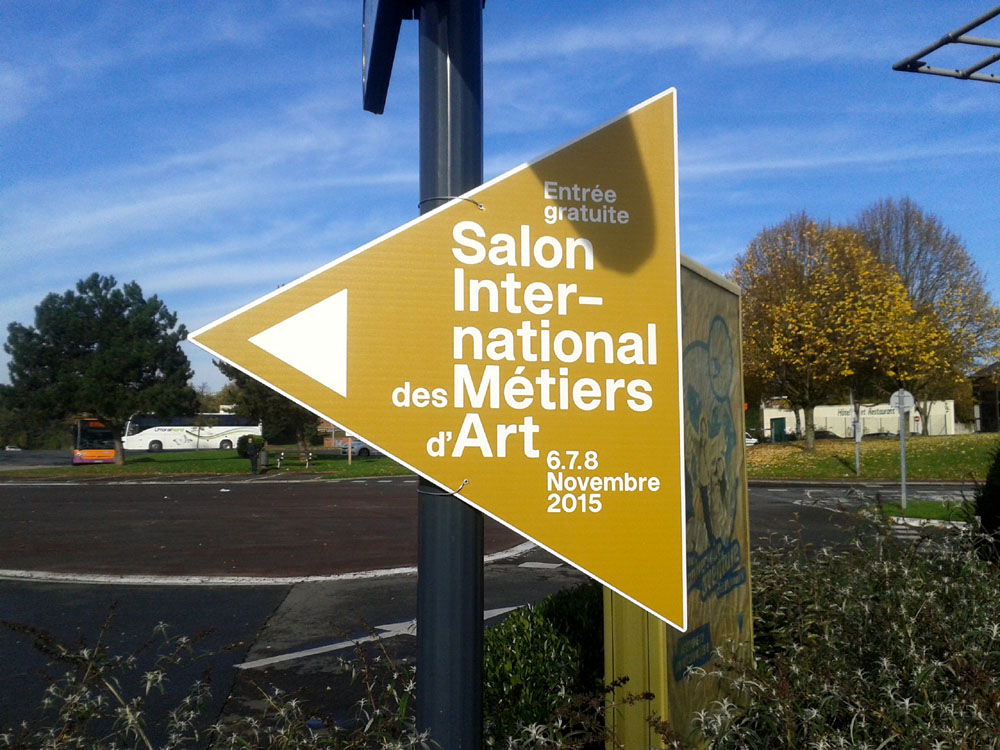 Entrée
gratuite
Salon
Inter–
national
des Métiers
d'Art
6.7.8
Novembre
2015